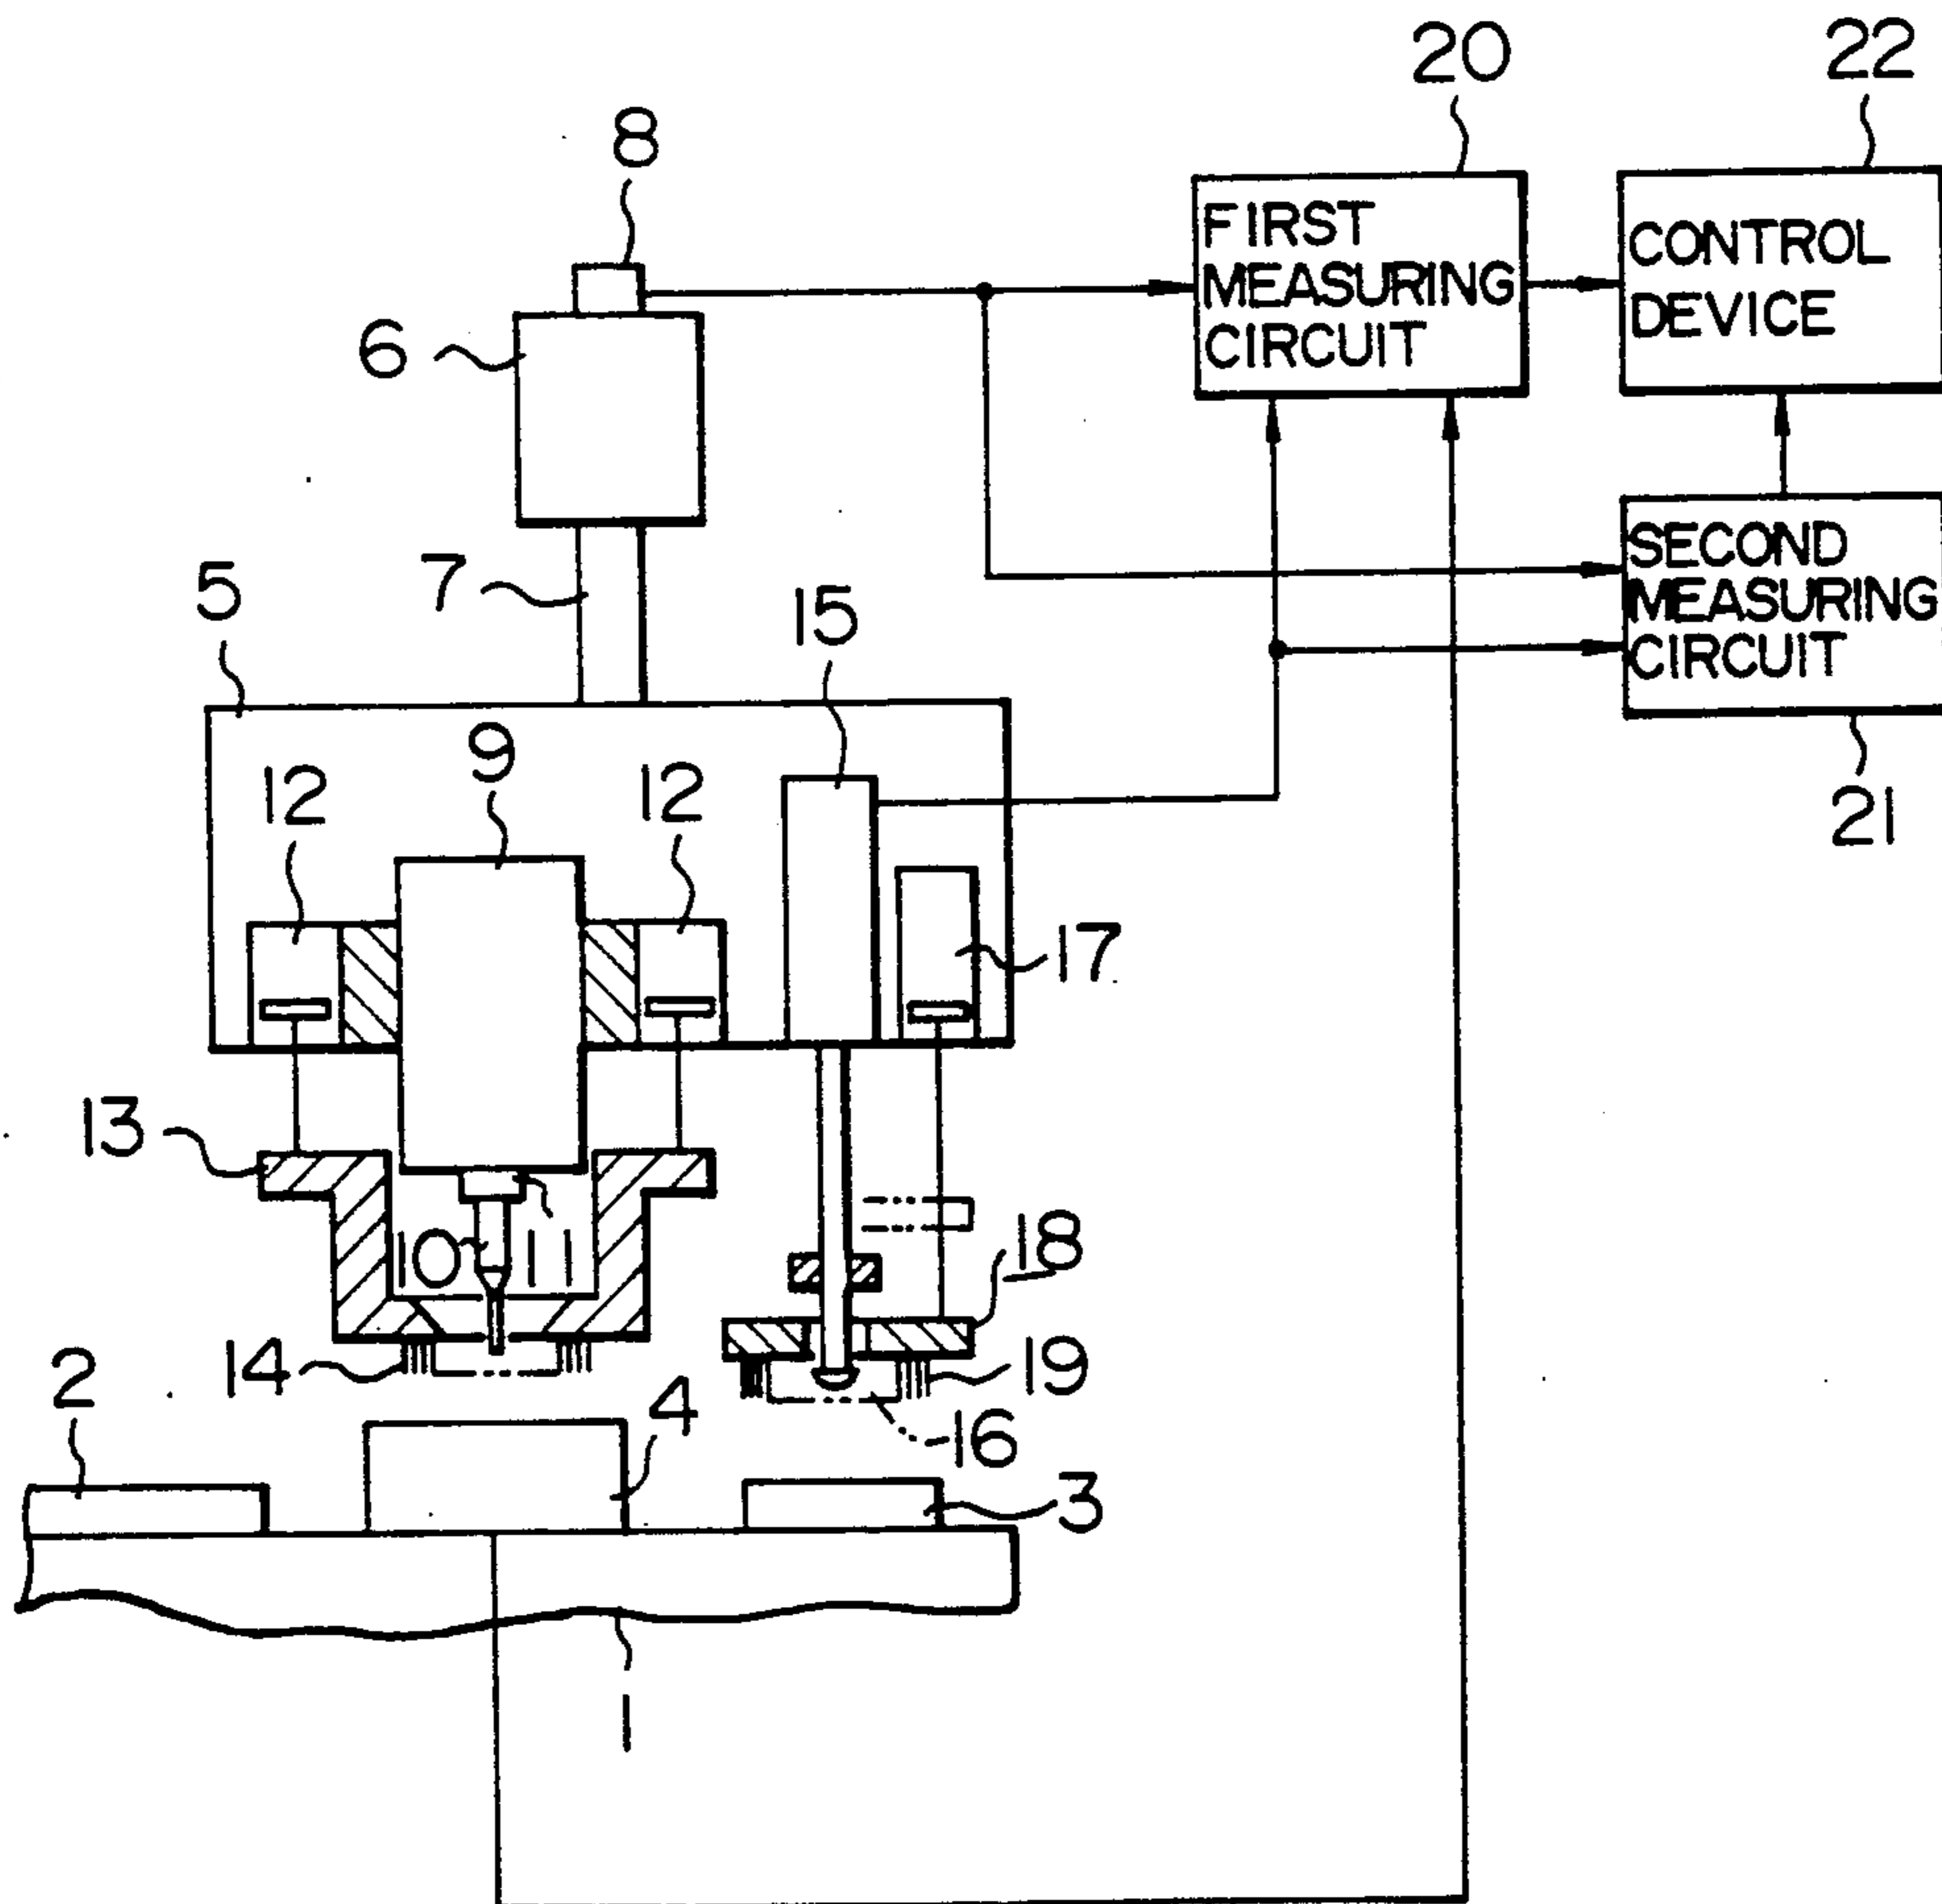 20
22
8
FIRST
MEASURING
CIRCUIT
CONTROL
DEVICE
6
7
5
15
SECOND
MEASURING
CIRCUIT
9
12
12
21
17
13
10
11
18
14
19
2
4
16
3
1